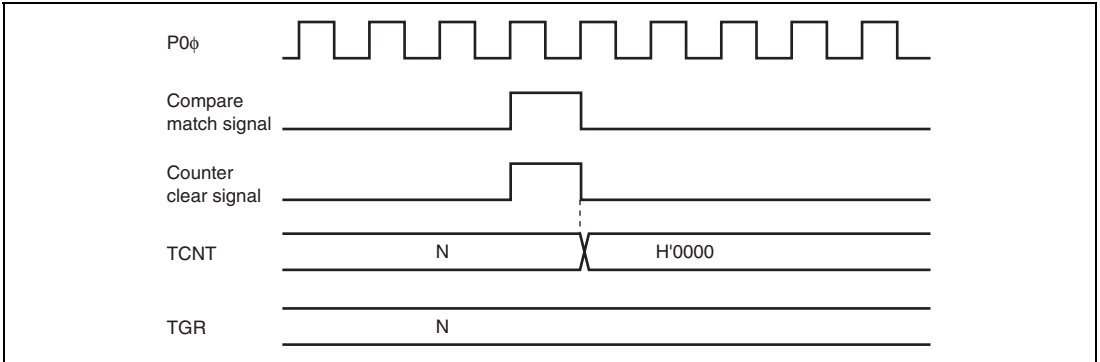 P0ϕ
Compare
match signal
Counter
clear signal
TCNT
N
H'0000
TGR
N